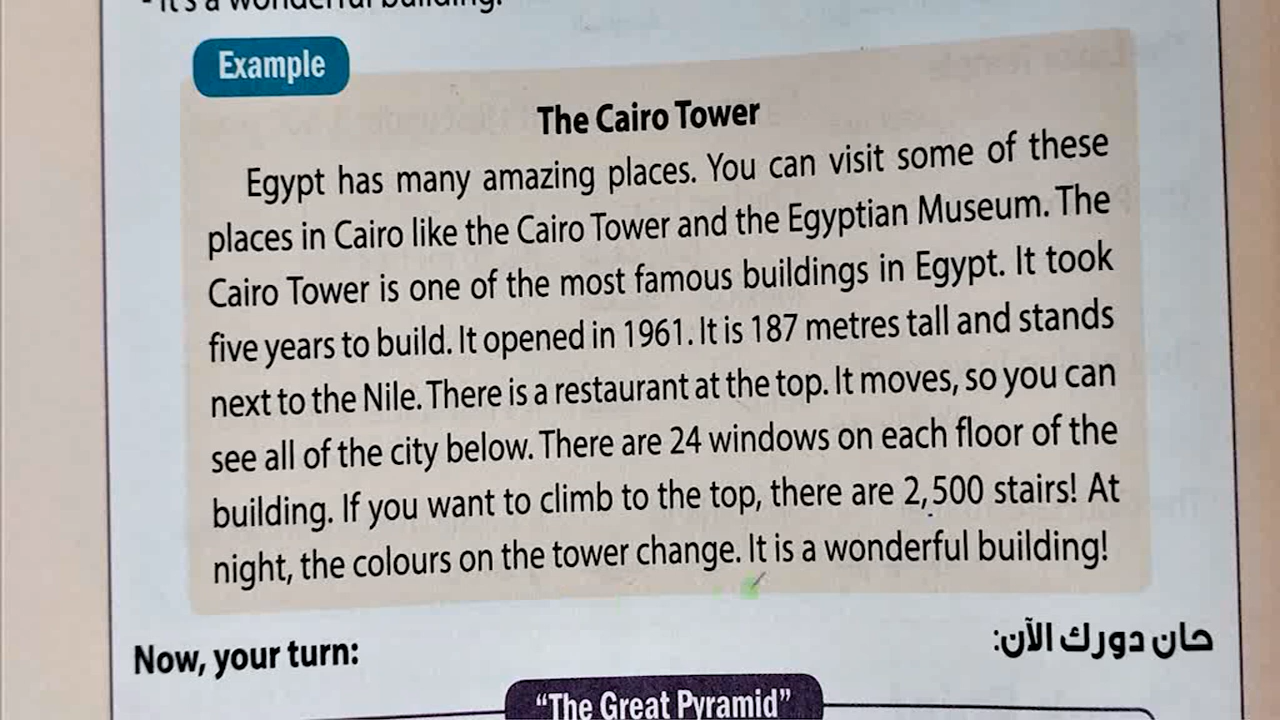 - It's a wonderful building.
Example
The Cairo Tower
Egypt has many amazing places. You can visit some of these
places in Cairo like the Cairo Tower and the Egyptian Museum. The
Cairo Tower is one of the most famous buildings in Egypt. It took
five years to build. It opened in 1961. It is 187 metres tall and stands
next to the Nile. There is a restaurant at the top. It moves, so you can
see all of the city below. There are 24 windows on each floor of the
building. If you want to climb to the top, there are 2,500 stairs! At
night, the colours on the tower change. It is a wonderful building!
Now, your turn:
حان دورك الآن:
"The Great Pyramid"